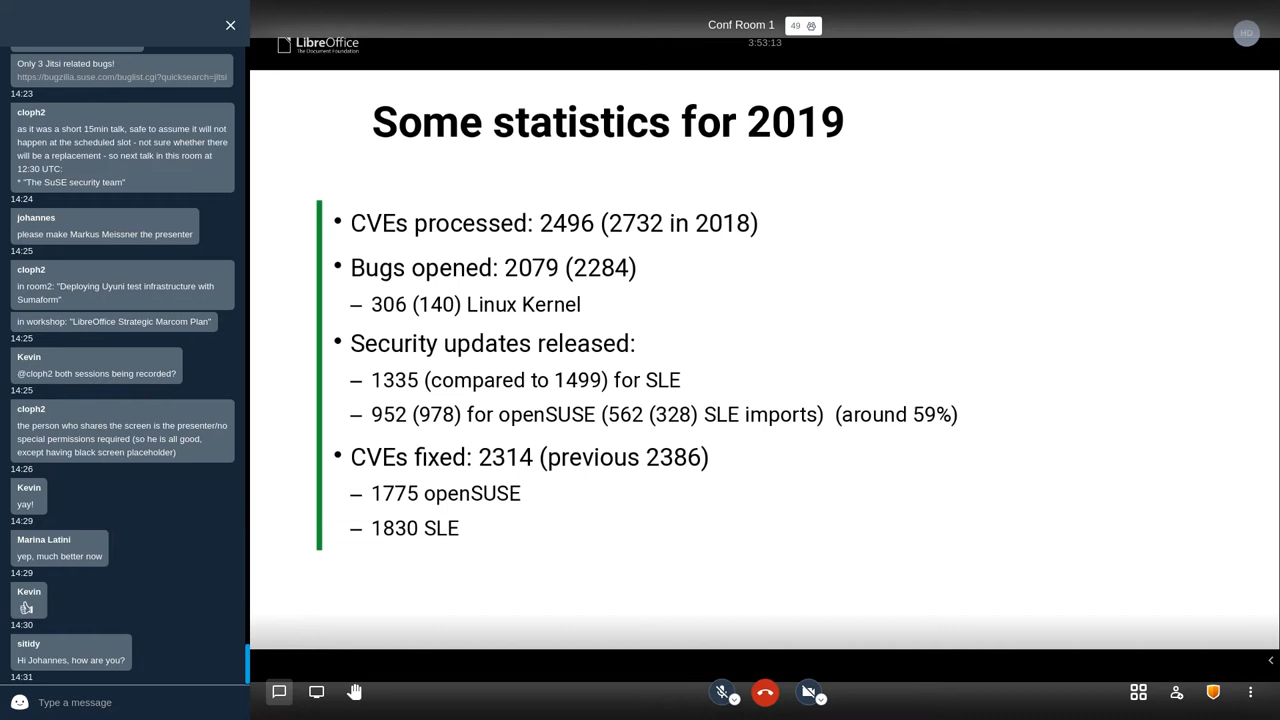 Only 3 Jitsi related bugs!
https://bugzilla.suse.com/buglist.cgi?quicksearch=jitsi
14:23
cloph2
as it was a short 15min talk, safe to assume it will not
happen at the scheduled slot - not sure whether there
will be a replacement - so next talk in this room at
12:30 UTC:
* "The SuSE security team"
14:24
johannes
please make Markus Meissner the presenter
14:25
cloph2
in room2: "Deploying Uyuni test infrastructure with
Sumaform"
in workshop: "LibreOffice Strategic Marcom Plan"
14:25
Kevin
@cloph2 both sessions being recorded?
14:25
cloph2
the person who shares the screen is the presenter/no
special permissions required (so he is all good,
except having black screen placeholder)
14:26
Kevin
yay!
14:29
Marina Latini
yep, much better now
14:29
Kevin
14:30
sitidy
Hi Johannes, how are you?
14:31
Type a message
Conf Room 1
49
3:53:13
HD
LibreOffice
The Document Foundation
Some statistics for 2019
• CVEs processed: 2496 (2732 in 2018)
• Bugs opened: 2079 (2284)
– 306 (140) Linux Kernel
• Security updates released:
– 1335 (compared to 1499) for SLE
– 952 (978) for openSUSE (562 (328) SLE imports) (around 59%)
• CVEs fixed: 2314 (previous 2386)
– 1775 openSUSE
– 1830 SLE